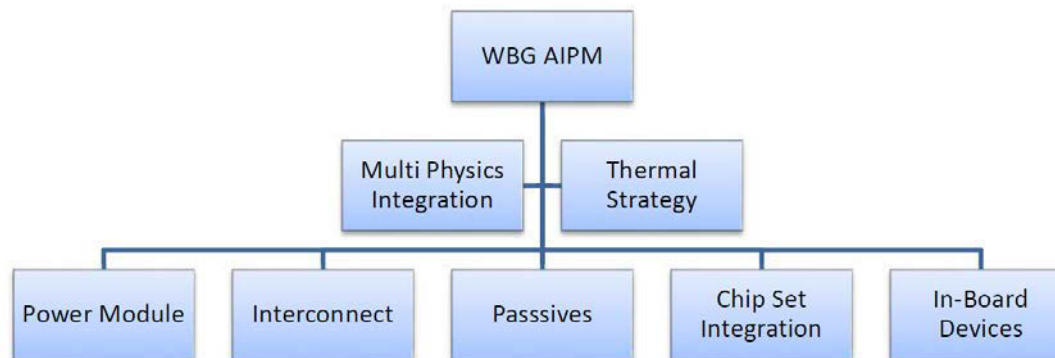 WBG AIPM
Multi Physics
Integration
Thermal
Strategy
Power Module
Interconnect
Passsives
Chip Set
Integration
In-Board
Devices